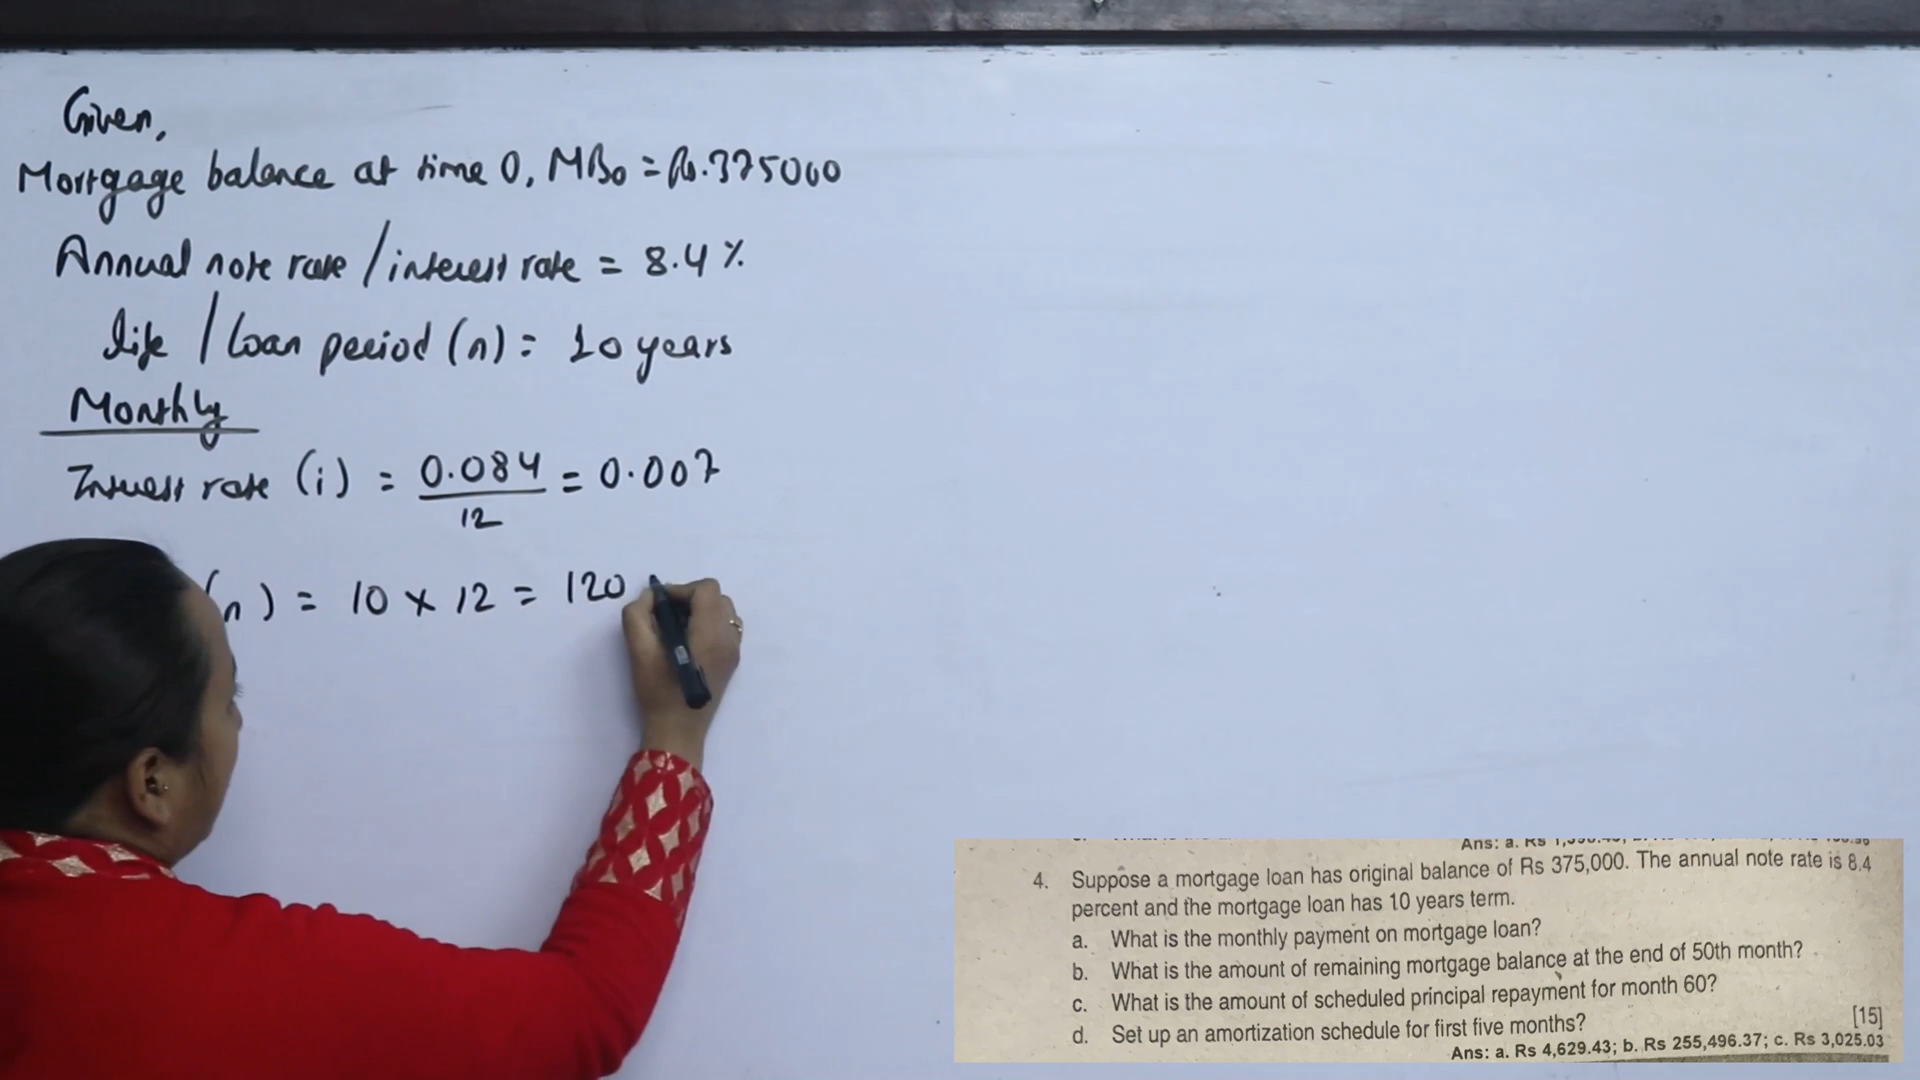 Given,
Mortgage balance at time 0, MB₀ = Rs.375000
Annual note rate / interest rate = 8.4 %
life / loan period (n) = 10 years
Monthly
Interest rate (i) = 0.084 / 12 = 0.007
(n) = 10 × 12 = 120
Ans: a. Rs
4. Suppose a mortgage loan has original balance of Rs 375,000. The annual note rate is 8.4
percent and the mortgage loan has 10 years term.
a. What is the monthly payment on mortgage loan?
b. What is the amount of remaining mortgage balance at the end of 50th month?
c. What is the amount of scheduled principal repayment for month 60?
d. Set up an amortization schedule for first five months?
[15]
Ans: a. Rs 4,629.43; b. Rs 255,496.37; c. Rs 3,025.03